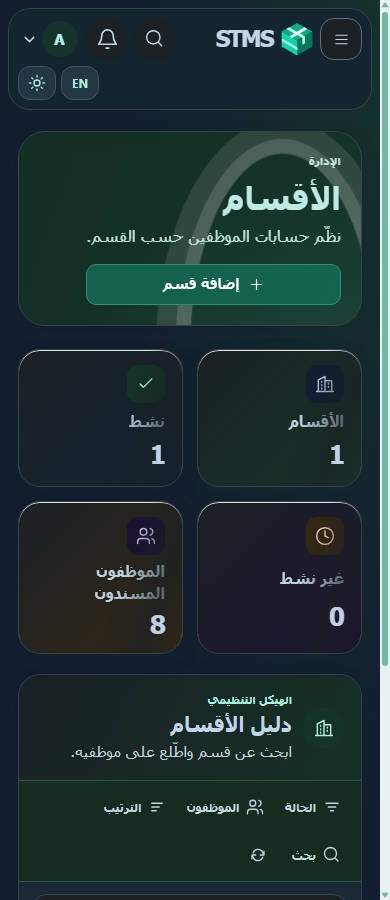 STMS
A
EN
الإدارة
الأقسام
نظّم حسابات الموظفين حسب القسم.
إضافة قسم
الأقسام
1
نشط
1
غير نشط
0
الموظفون
المسندون
8
الهيكل التنظيمي
دليل الأقسام
ابحث عن قسم واطّلع على موظفيه.
الحالة
الموظفون
الترتيب
بحث